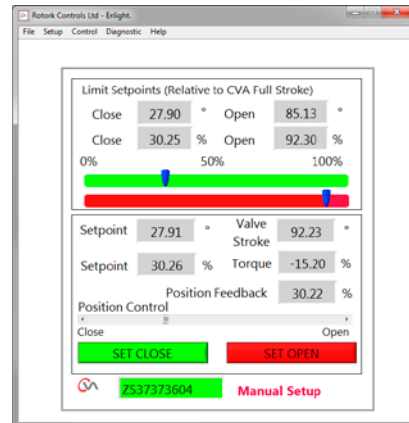 Rotork Controls Ltd - Enlight.
File Setup Control Diagnostic Help
Limit Setpoints (Relative to CVA Full Stroke)
Close 27.90 ° Open 85.13 °
Close 30.25 % Open 92.30 %
0% 50% 100%
Setpoint 27.91 ° Valve Stroke 92.23 °
Setpoint 30.26 % Torque -15.20 %
Position Feedback 30.22 %
Position Control
Close Open
SET CLOSE SET OPEN
CVA Z537373604 Manual Setup